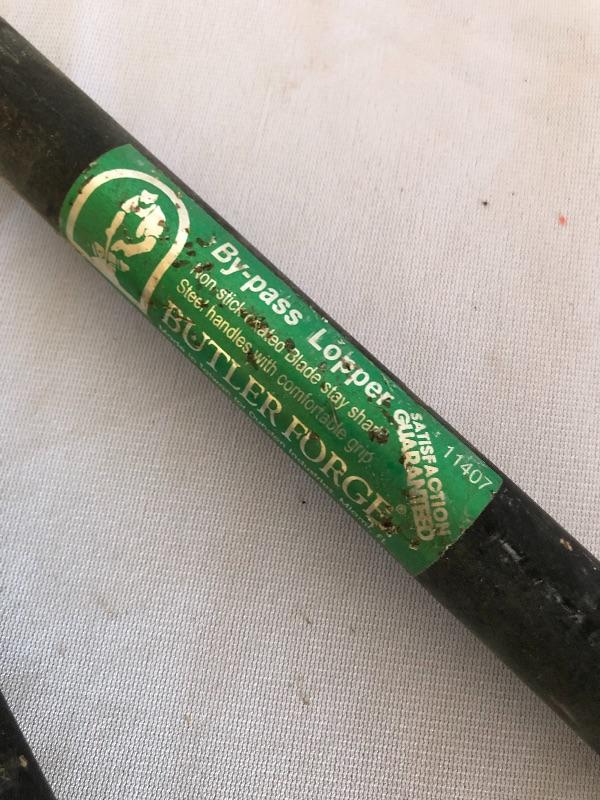 By-pass Lopper
Non-stick coated Blade stay sharp
Steel handles with comfortable grip
BUTLER FORGE®
SATISFACTION
GUARANTEED
11407